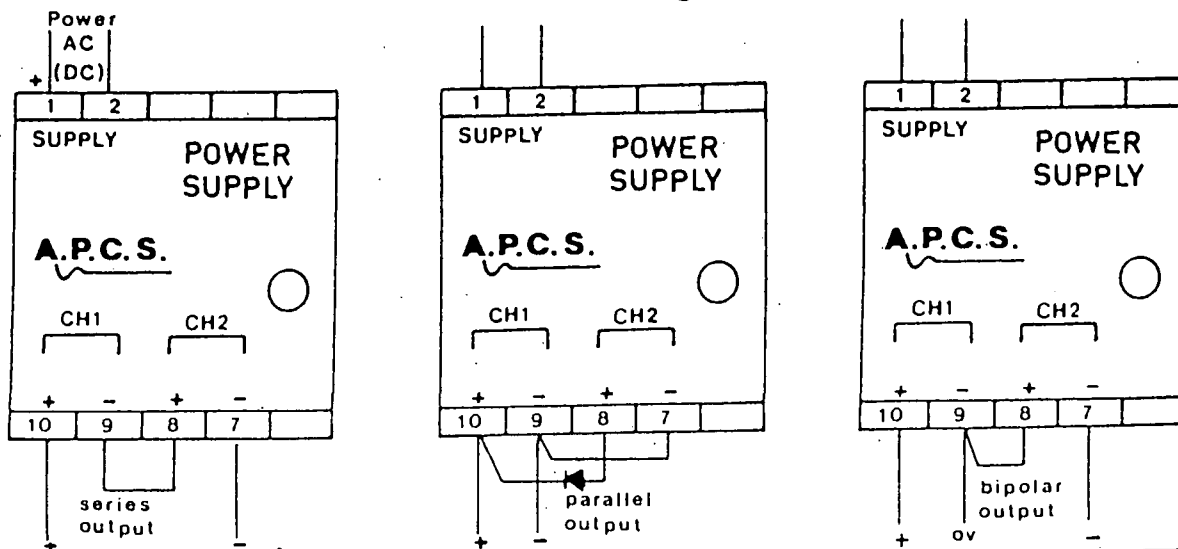 Power
AC
(DC)
+
1 2
SUPPLY
POWER
SUPPLY
A.P.C.S.
CH1 CH2
+ - + -
10 9 8 7
series
output
+ -
1 2
SUPPLY
POWER
SUPPLY
A.P.C.S.
CH1 CH2
+ - + -
10 9 8 7
parallel
output
+ -
1 2
SUPPLY
POWER
SUPPLY
A.P.C.S.
CH1 CH2
+ - + -
10 9 8 7
bipolar
output
+ 0V -